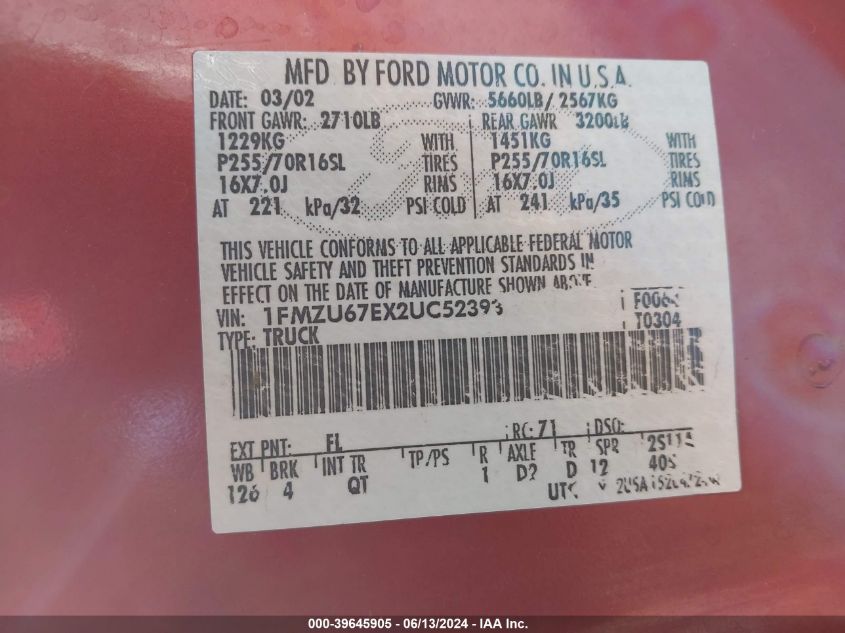 MFD. BY FORD MOTOR CO. IN U.S.A.
DATE: 03/02 GVWR: 5660LB/ 2567KG
FRONT GAWR: 2710LB REAR GAWR 3200LB
1229KG WITH 1451KG WITH
P255/70R16SL TIRES P255/70R16SL TIRES
16X7.0J RIMS 16X7.0J RIMS
AT 221 kPa/32 PSI COLD AT 241 kPa/35 PSI COLD
THIS VEHICLE CONFORMS TO ALL APPLICABLE FEDERAL MOTOR
VEHICLE SAFETY AND THEFT PREVENTION STANDARDS IN
EFFECT ON THE DATE OF MANUFACTURE SHOWN ABOVE
VIN: 1FMZU67EX2UC52393
TYPE: TRUCK T0304
RC: 71 DSO:
EXT PNT: FL
WB BRK INT TR TP/PS R AXLE TR SPR
126 4 QT 1 D2 D 12
000-39645905 - 06/13/2024 - IAA Inc.